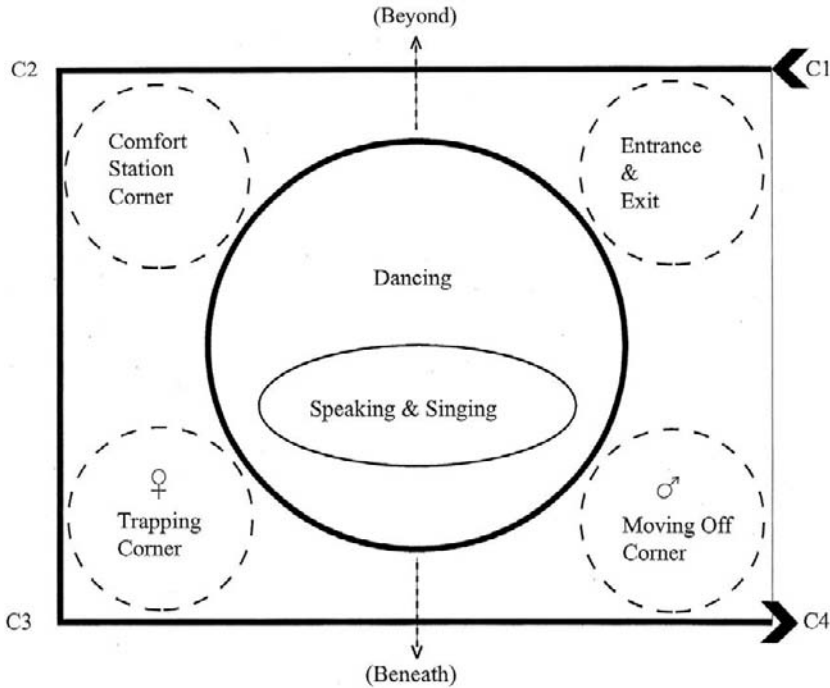 (Beyond)
C2
C1
Comfort
Station
Corner
Entrance
&
Exit
Dancing
Speaking & Singing
♀
Trapping
Corner
♂
Moving Off
Corner
C3
C4
(Beneath)